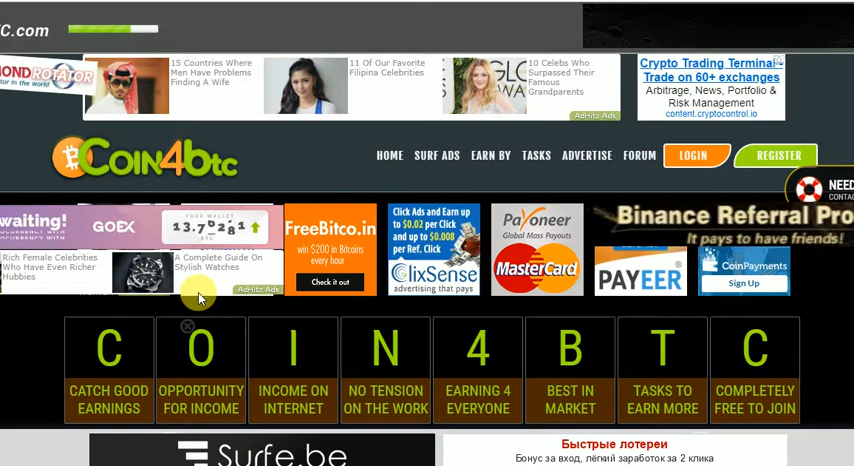 C.com
MONDROTATOR
tor in the world
15 Countries Where
Men Have Problems
Finding A Wife
11 Of Our Favorite
Filipina Celebrities
10 Celebs Who
Surpassed Their
Famous
Grandparents
AdHitz Ads
Crypto Trading Terminal-
Trade on 60+ exchanges
Arbitrage, News, Portfolio &
Risk Management
content.cryptocontrol.io
COIN4btc
HOME SURF ADS EARN BY TASKS ADVERTISE FORUM LOGIN REGISTER
NEED
CONTAC
waiting!
GOEX
YOUR WALLET
13.70281
BTC
Rich Female Celebrities
Who Have Even Richer
Hubbies
A Complete Guide On
Stylish Watches
AdHitz Ads
FreeBitco.in
win $200 in Bitcoins
every hour
Check it out
Click Ads and Earn up
to $0.02 per Click
and up to $0.008
per Ref. Click
ClixSense
advertising that pays
Payoneer
Global Mass Payouts
MasterCard
Binance Referral Pro
It pays to have friends!
PAYEER
CoinPayments
Sign Up
C O I N 4 B T C
CATCH GOOD
EARNINGS
OPPORTUNITY
FOR INCOME
INCOME ON
INTERNET
NO TENSION
ON THE WORK
EARNING 4
EVERYONE
BEST IN
MARKET
TASKS TO
EARN MORE
COMPLETELY
FREE TO JOIN
Surfe.be
Быстрые лотереи
Бонус за вход, лёгкий заработок за 2 клика